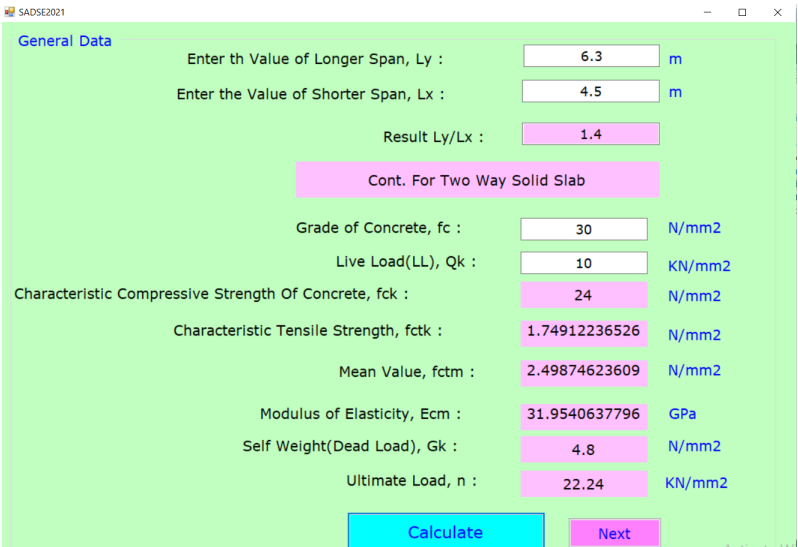 SADSE2021
General Data
Enter th Value of Longer Span, Ly : 6.3 m
Enter the Value of Shorter Span, Lx : 4.5 m
Result Ly/Lx : 1.4
Cont. For Two Way Solid Slab
Grade of Concrete, fc : 30 N/mm2
Live Load(LL), Qk : 10 KN/mm2
Characteristic Compressive Strength Of Concrete, fck : 24 N/mm2
Characteristic Tensile Strength, fctk : 1.74912236526 N/mm2
Mean Value, fctm : 2.49874623609 N/mm2
Modulus of Elasticity, Ecm : 31.9540637796 GPa
Self Weight(Dead Load), Gk : 4.8 N/mm2
Ultimate Load, n : 22.24 KN/mm2
Calculate Next